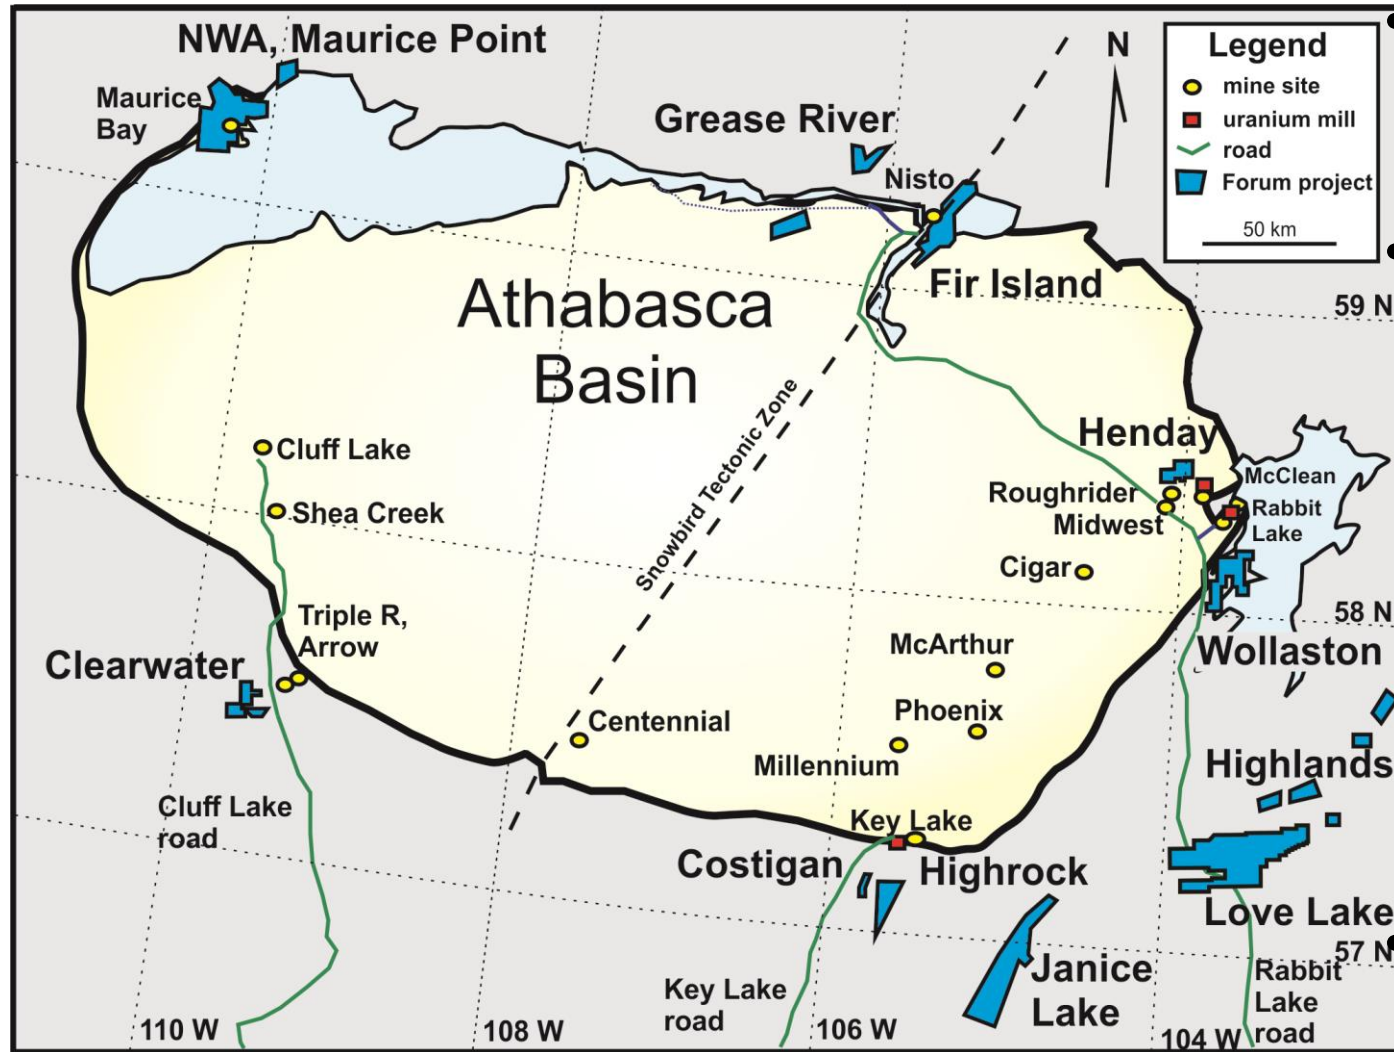 NWA, Maurice Point
N
Legend
mine site
uranium mill
road
Forum project
50 km
Maurice
Bay
Grease River
Nisto
Fir Island
59 N
Athabasca
Basin
Snowbird Tectonic Zone
Cluff Lake
Shea Creek
Henday
McClean
Roughrider
Midwest
Rabbit
Lake
Cigar
58 N
Triple R,
Arrow
Clearwater
McArthur
Wollaston
Centennial
Phoenix
Millennium
Highlands
Cluff Lake
road
Key Lake
Costigan
Highrock
Love Lake
57 N
Janice
Lake
Key Lake
road
Rabbit
Lake
road
110 W
108 W
106 W
104 W